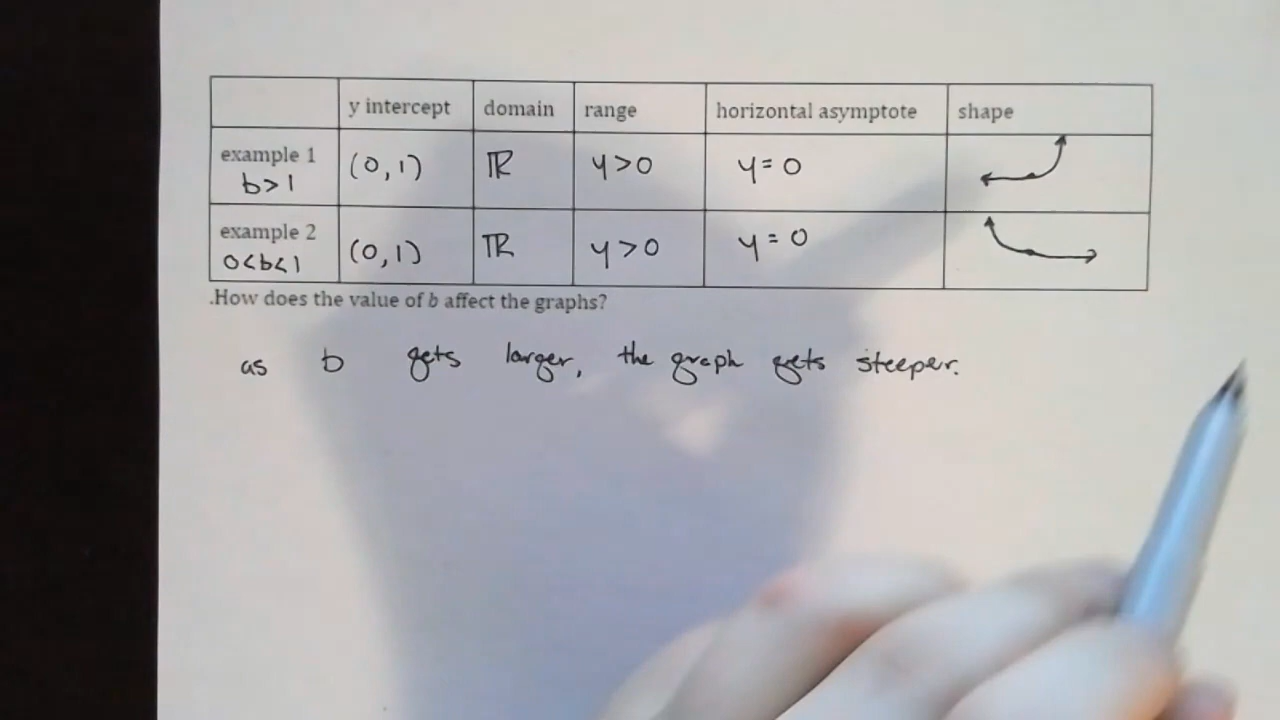 y intercept domain range horizontal asymptote shape
example 1 (0,1) ℝ y>0 y=0
b>1
example 2 (0,1) ℝ y>0 y=0
0<b<1
.How does the value of b affect the graphs?
as b gets larger, the graph gets steeper.